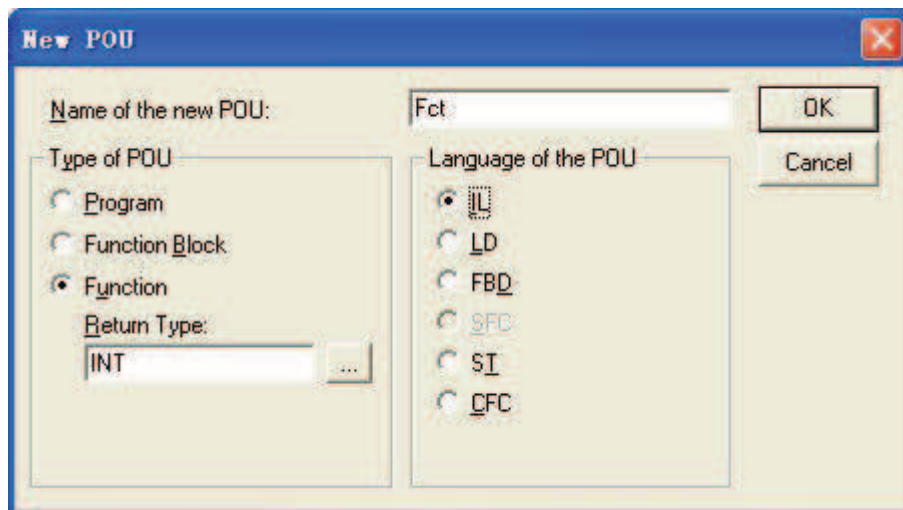 New POU
Name of the new POU:
Fct
OK
Cancel
Type of POU
Program
Function Block
Function
Return Type:
INT
...
Language of the POU
IL
LD
FBD
SFC
ST
CFC